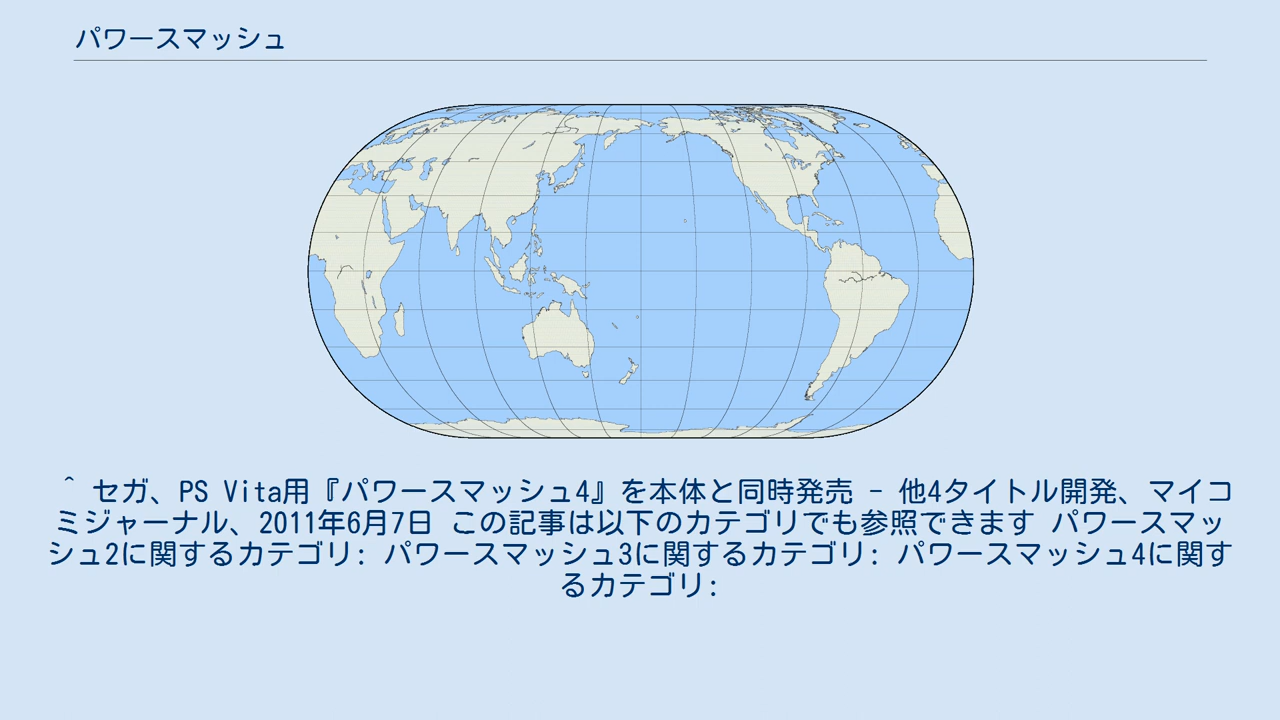 パワースマッシュ
^ セガ、PS Vita用『パワースマッシュ4』を本体と同時発売 - 他4タイトル開発、マイコ
ミジャーナル、2011年6月7日 この記事は以下のカテゴリでも参照できます パワースマッ
シュ2に関するカテゴリ: パワースマッシュ3に関するカテゴリ: パワースマッシュ4に関す
るカテゴリ: